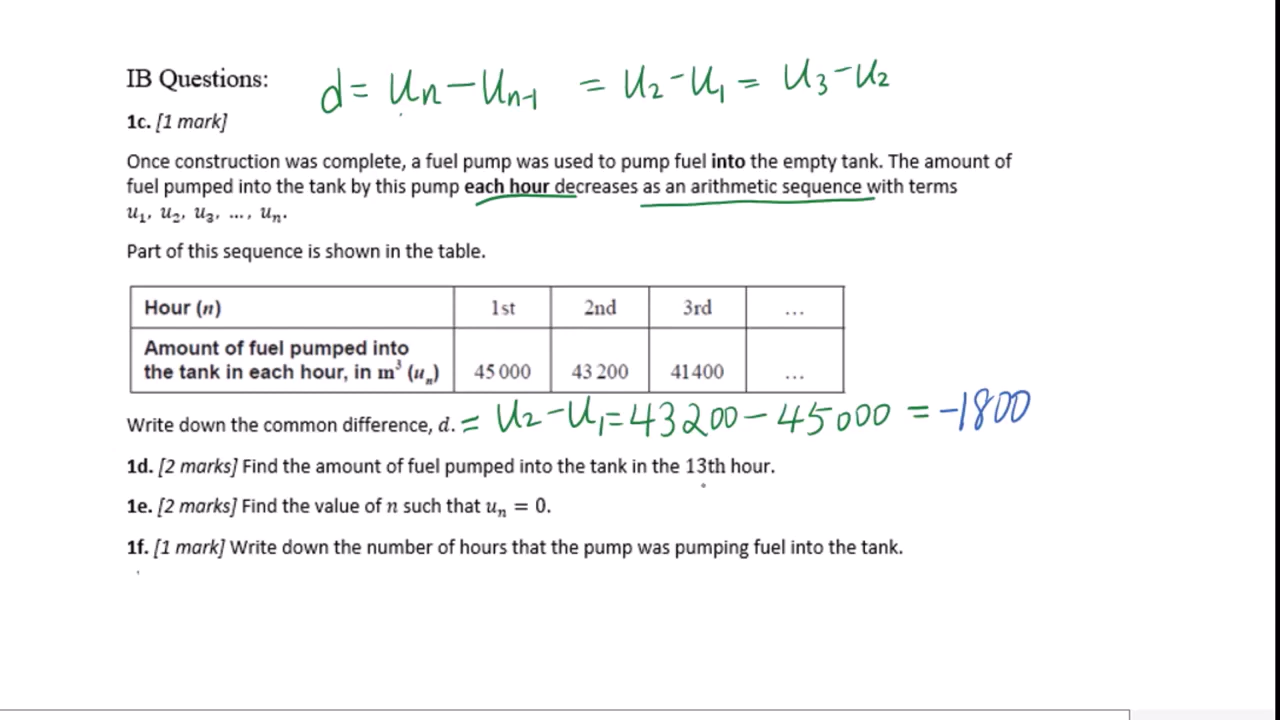 IB Questions: d = Un - Un-1 = U2 - U1 = U3 - U2
1c. [1 mark]
Once construction was complete, a fuel pump was used to pump fuel into the empty tank. The amount of
fuel pumped into the tank by this pump each hour decreases as an arithmetic sequence with terms
u₁, u₂, u₃, ..., uₙ.
Part of this sequence is shown in the table.
Hour (n) 1st 2nd 3rd ...
Amount of fuel pumped into
the tank in each hour, in m³ (uₙ) 45 000 43 200 41 400 ...
Write down the common difference, d. = U2 - U1 = 43200 - 45000 = -1800
1d. [2 marks] Find the amount of fuel pumped into the tank in the 13th hour.
1e. [2 marks] Find the value of n such that uₙ = 0.
1f. [1 mark] Write down the number of hours that the pump was pumping fuel into the tank.